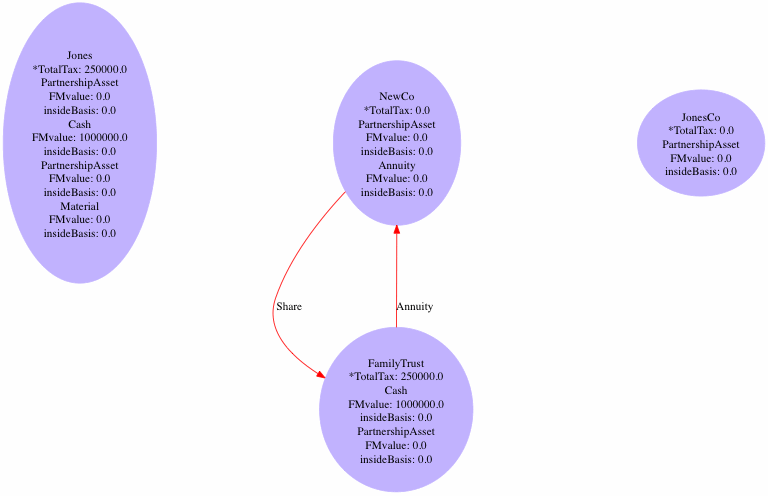 Jones
*TotalTax: 250000.0
PartnershipAsset
FMvalue: 0.0
insideBasis: 0.0
Cash
FMvalue: 1000000.0
insideBasis: 0.0
PartnershipAsset
FMvalue: 0.0
insideBasis: 0.0
Material
FMvalue: 0.0
insideBasis: 0.0
NewCo
*TotalTax: 0.0
PartnershipAsset
FMvalue: 0.0
insideBasis: 0.0
Annuity
FMvalue: 0.0
insideBasis: 0.0
JonesCo
*TotalTax: 0.0
PartnershipAsset
FMvalue: 0.0
insideBasis: 0.0
Share
Annuity
FamilyTrust
*TotalTax: 250000.0
Cash
FMvalue: 1000000.0
insideBasis: 0.0
PartnershipAsset
FMvalue: 0.0
insideBasis: 0.0